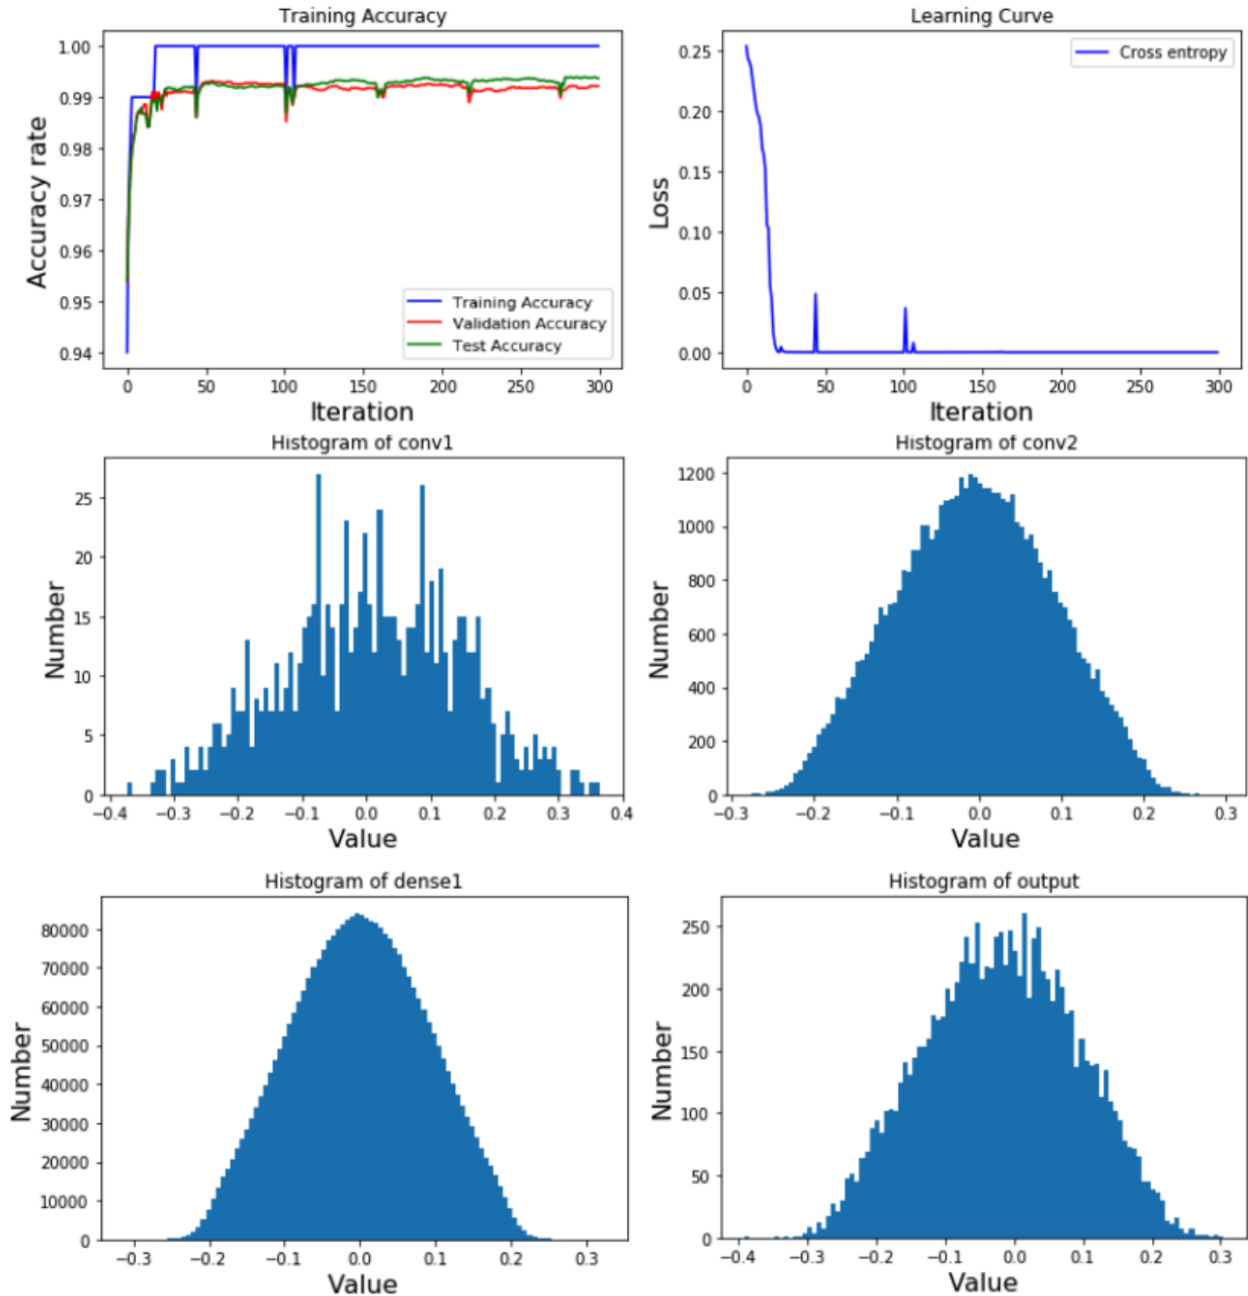 Training Accuracy
1.00
0.99
0.98
0.97
0.96
0.95
0.94
Accuracy rate
Training Accuracy
Validation Accuracy
Test Accuracy
0 50 100 150 200 250 300
Iteration
Learning Curve
0.25
0.20
0.15
0.10
0.05
0.00
Loss
Cross entropy
0 50 100 150 200 250 300
Iteration
Histogram of conv1
25
20
15
10
5
0
Number
−0.4 −0.3 −0.2 −0.1 0.0 0.1 0.2 0.3 0.4
Value
Histogram of conv2
1200
1000
800
600
400
200
0
Number
−0.3 −0.2 −0.1 0.0 0.1 0.2 0.3
Value
Histogram of dense1
80000
70000
60000
50000
40000
30000
20000
10000
0
Number
−0.3 −0.2 −0.1 0.0 0.1 0.2 0.3
Value
Histogram of output
250
200
150
100
50
0
Number
−0.4 −0.3 −0.2 −0.1 0.0 0.1 0.2 0.3
Value